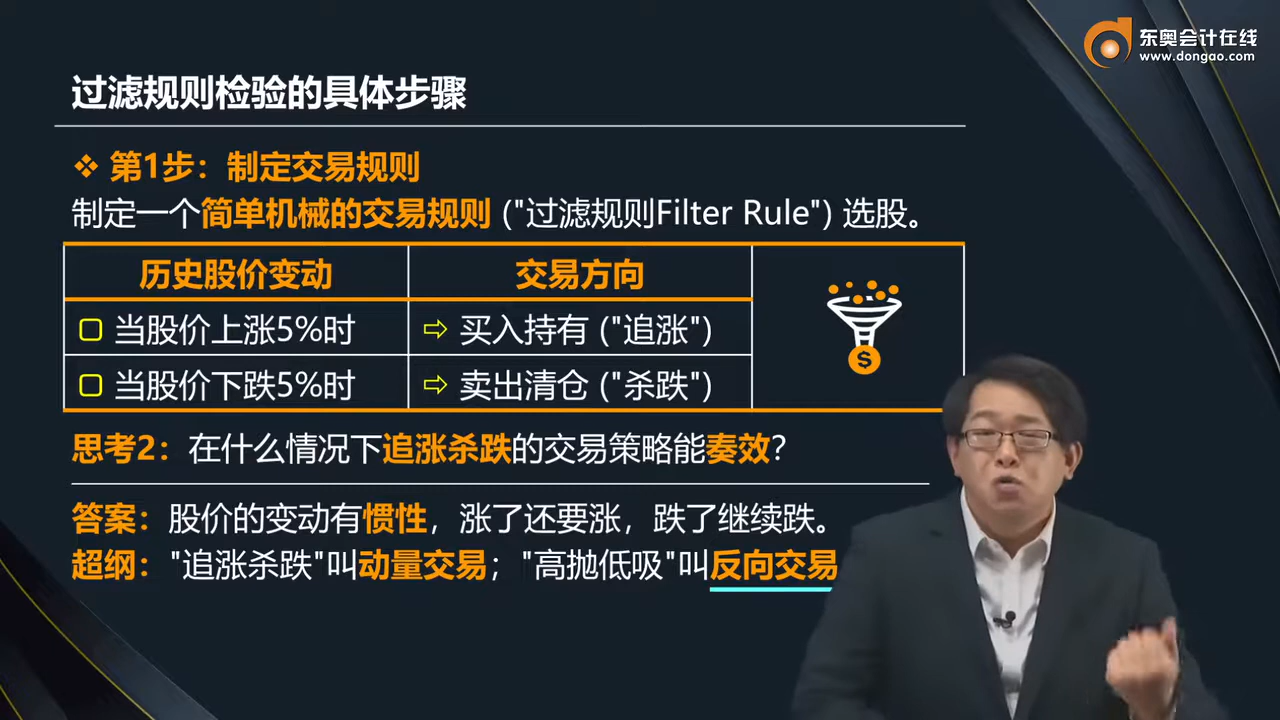 东奥会计在线
www.dongao.com
过滤规则检验的具体步骤
❖ 第1步：制定交易规则
制定一个简单机械的交易规则 ("过滤规则Filter Rule") 选股。
历史股价变动 交易方向
当股价上涨5%时 ⇨ 买入持有 ("追涨")
当股价下跌5%时 ⇨ 卖出清仓 ("杀跌")
$
思考2：在什么情况下追涨杀跌的交易策略能奏效?
答案：股价的变动有惯性，涨了还要涨，跌了继续跌。
超纲："追涨杀跌"叫动量交易；"高抛低吸"叫反向交易